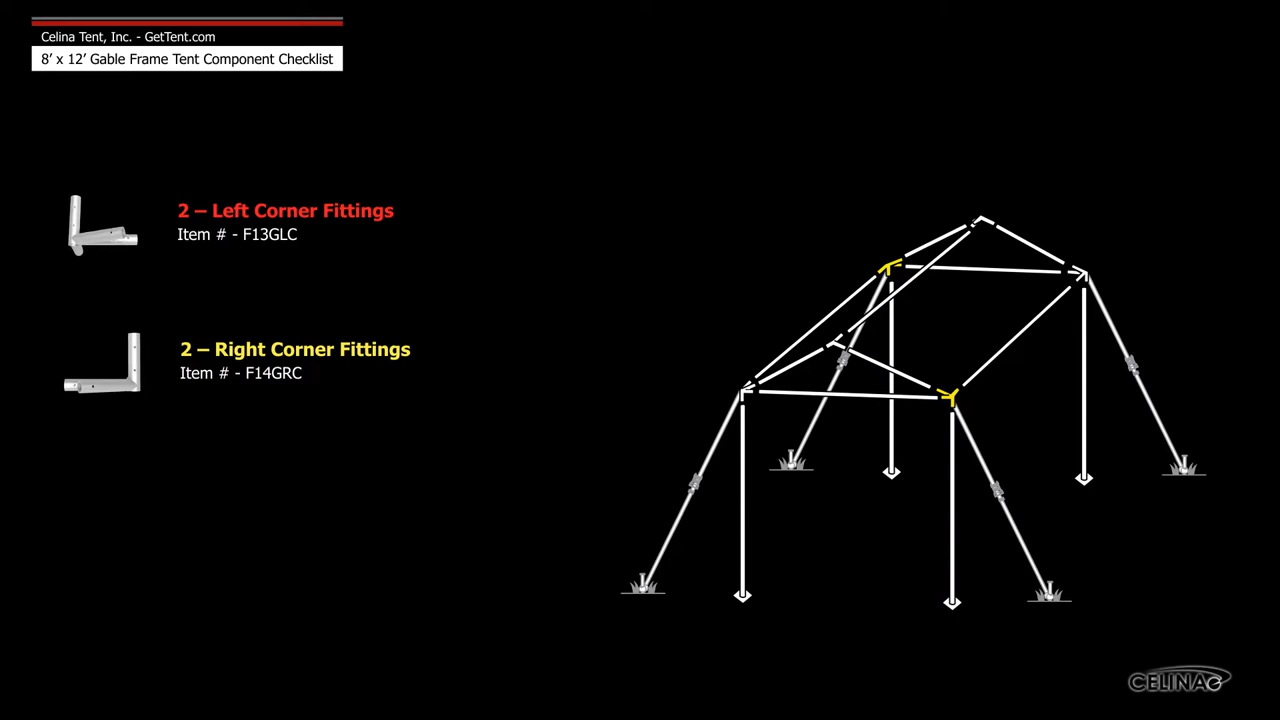 Celina Tent, Inc. - GetTent.com
8’ x 12’ Gable Frame Tent Component Checklist
2 – Left Corner Fittings
Item # - F13GLC
2 – Right Corner Fittings
Item # - F14GRC
CELINA